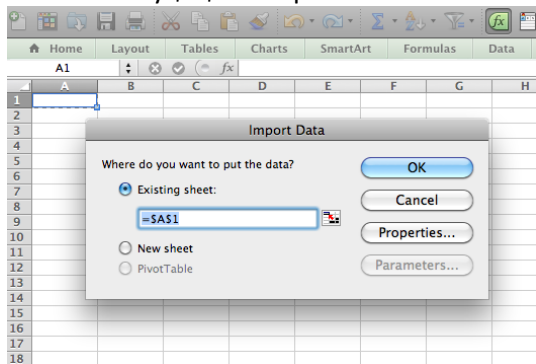 Home Layout Tables Charts SmartArt Formulas Data
A1 fx
A B C D E F G H
1
2
3 Import Data
4
5 Where do you want to put the data? OK
6
7 Existing sheet:
8 Cancel
9 =$A$1
10 Properties...
11 New sheet
12 PivotTable Parameters...
13
14
15
16
17
18